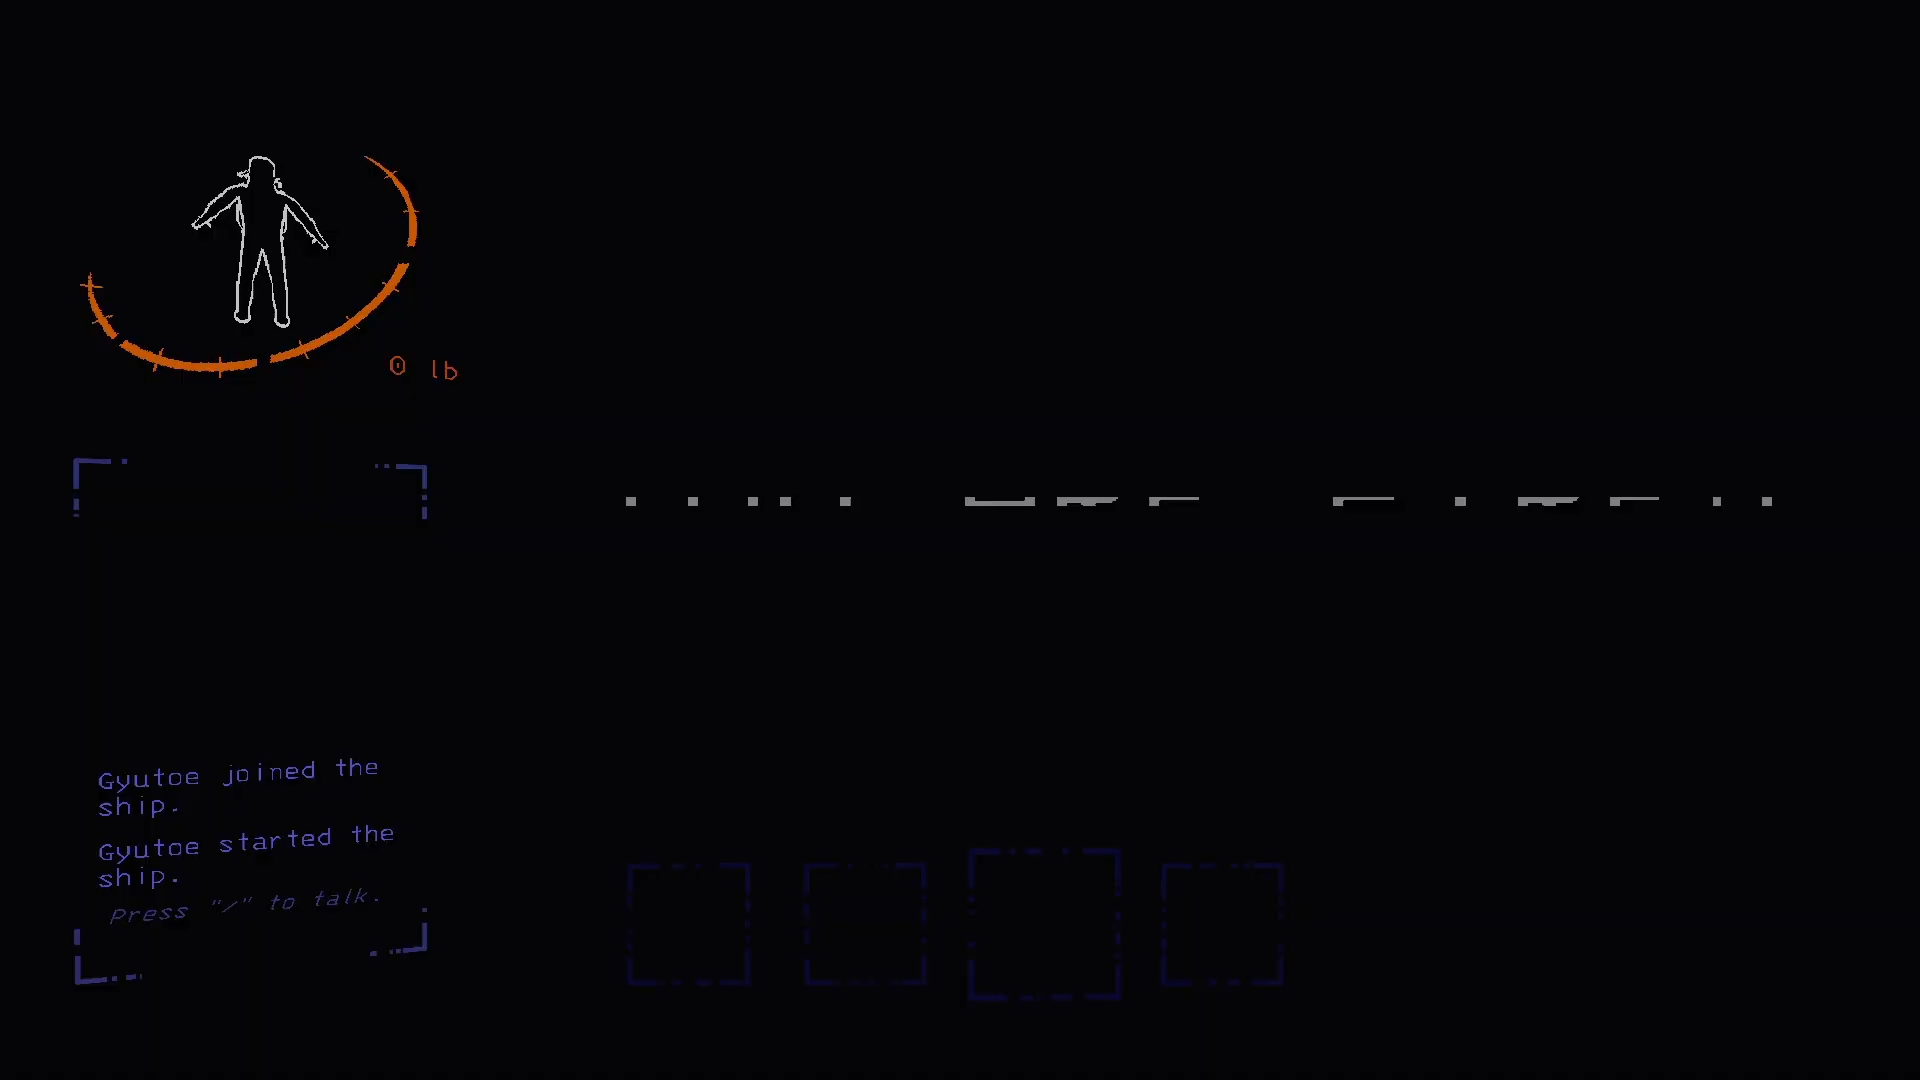 0 lb
Gyutoe joined the
ship.
Gyutoe started the
ship.
Press "/" to talk.